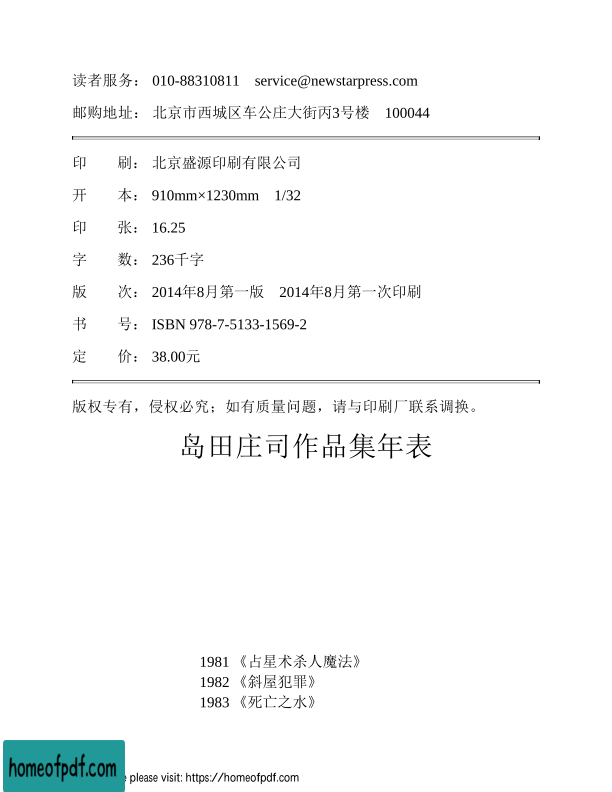 读者服务： 010-88310811 service@newstarpress.com
邮购地址： 北京市西城区车公庄大街丙3号楼 100044
印　　刷： 北京盛源印刷有限公司
开　　本： 910mm×1230mm 1/32
印　　张： 16.25
字　　数： 236千字
版　　次： 2014年8月第一版 2014年8月第一次印刷
书　　号： ISBN 978-7-5133-1569-2
定　　价： 38.00元
版权专有，侵权必究；如有质量问题，请与印刷厂联系调换。
岛田庄司作品集年表
1981 《占星术杀人魔法》
1982 《斜屋犯罪》
1983 《死亡之水》
homeofpdf.com
please visit: https://homeofpdf.com